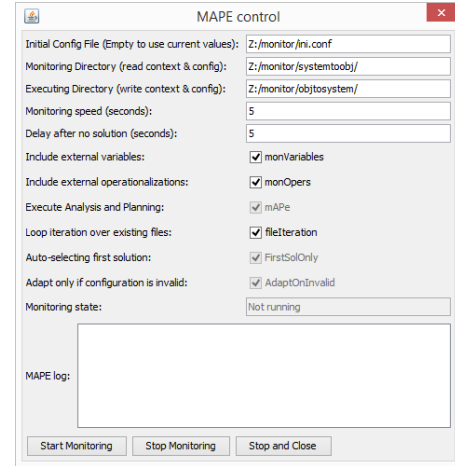 MAPE control
Initial Config File (Empty to use current values): Z:/monitor/ini.conf
Monitoring Directory (read context & config): Z:/monitor/systemtoobj/
Executing Directory (write context & config): Z:/monitor/objtosystem/
Monitoring speed (seconds): 5
Delay after no solution (seconds): 5
Include external variables: monVariables
Include external operationalizations: monOpers
Execute Analysis and Planning: mAPe
Loop iteration over existing files: fileIteration
Auto-selecting first solution: FirstSolOnly
Adapt only if configuration is invalid: AdaptOnInvalid
Monitoring state: Not running
MAPE log:
Start Monitoring Stop Monitoring Stop and Close